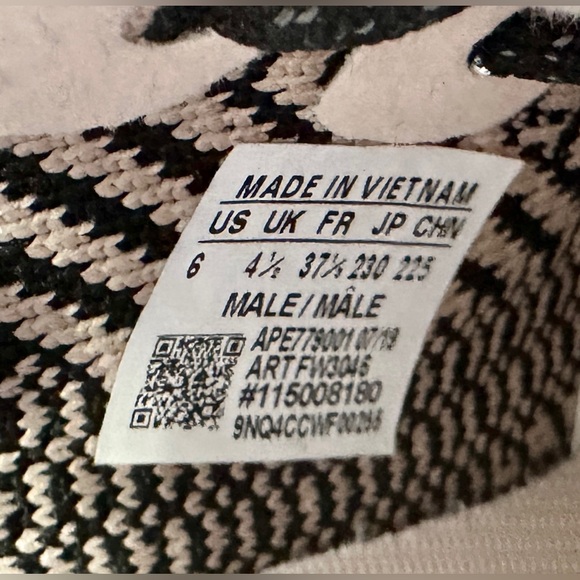 MADE IN VIETNAM
US UK FR JP CHN
6 4½ 37⅓ 230 225
MALE/MÂLE
APE779001 07/19
ART FW3046
#115008180